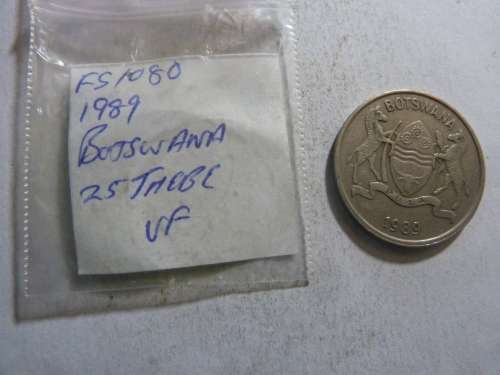 FS1080
1989
BOTSWANA
25 THEBE
VF
BOTSWANA
1989